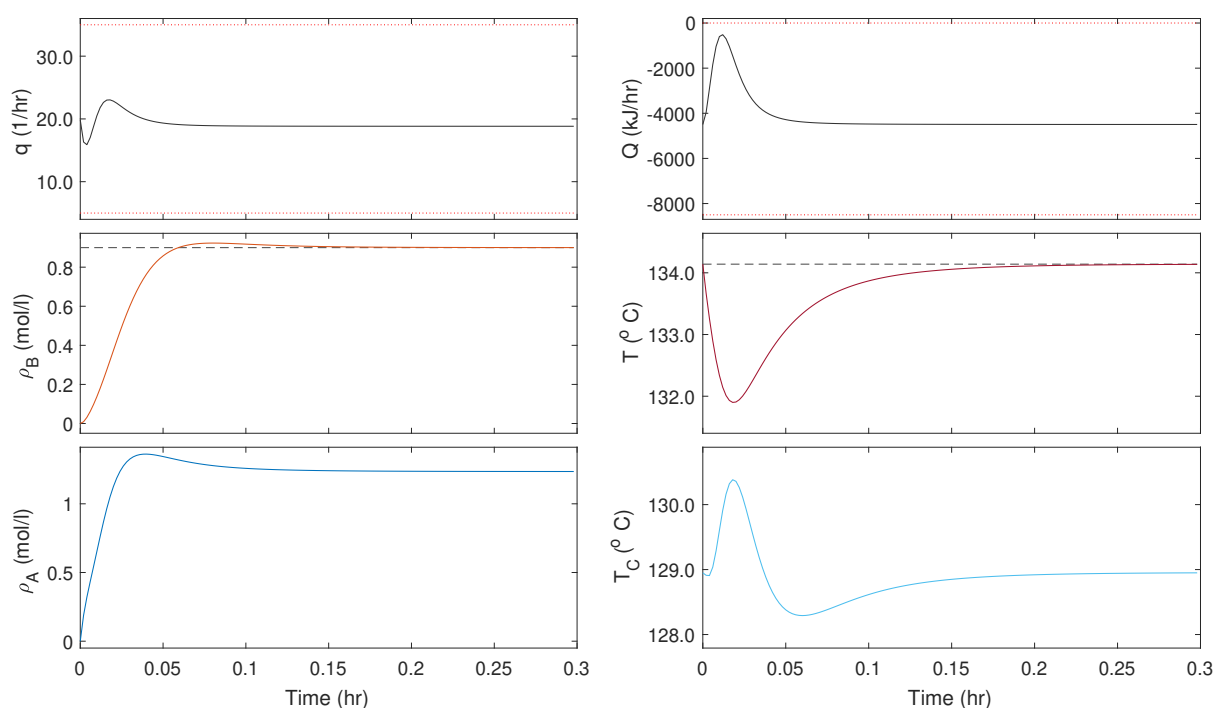 q (1/hr)
30.0
20.0
10.0
Q (kJ/hr)
0
-2000
-4000
-6000
-8000
ρB (mol/l)
0.8
0.6
0.4
0.2
0
T (o C)
134.0
133.0
132.0
ρA (mol/l)
1
0.5
0
0 0.05 0.1 0.15 0.2 0.25 0.3
Time (hr)
TC (o C)
130.0
129.0
128.0
0 0.05 0.1 0.15 0.2 0.25 0.3
Time (hr)